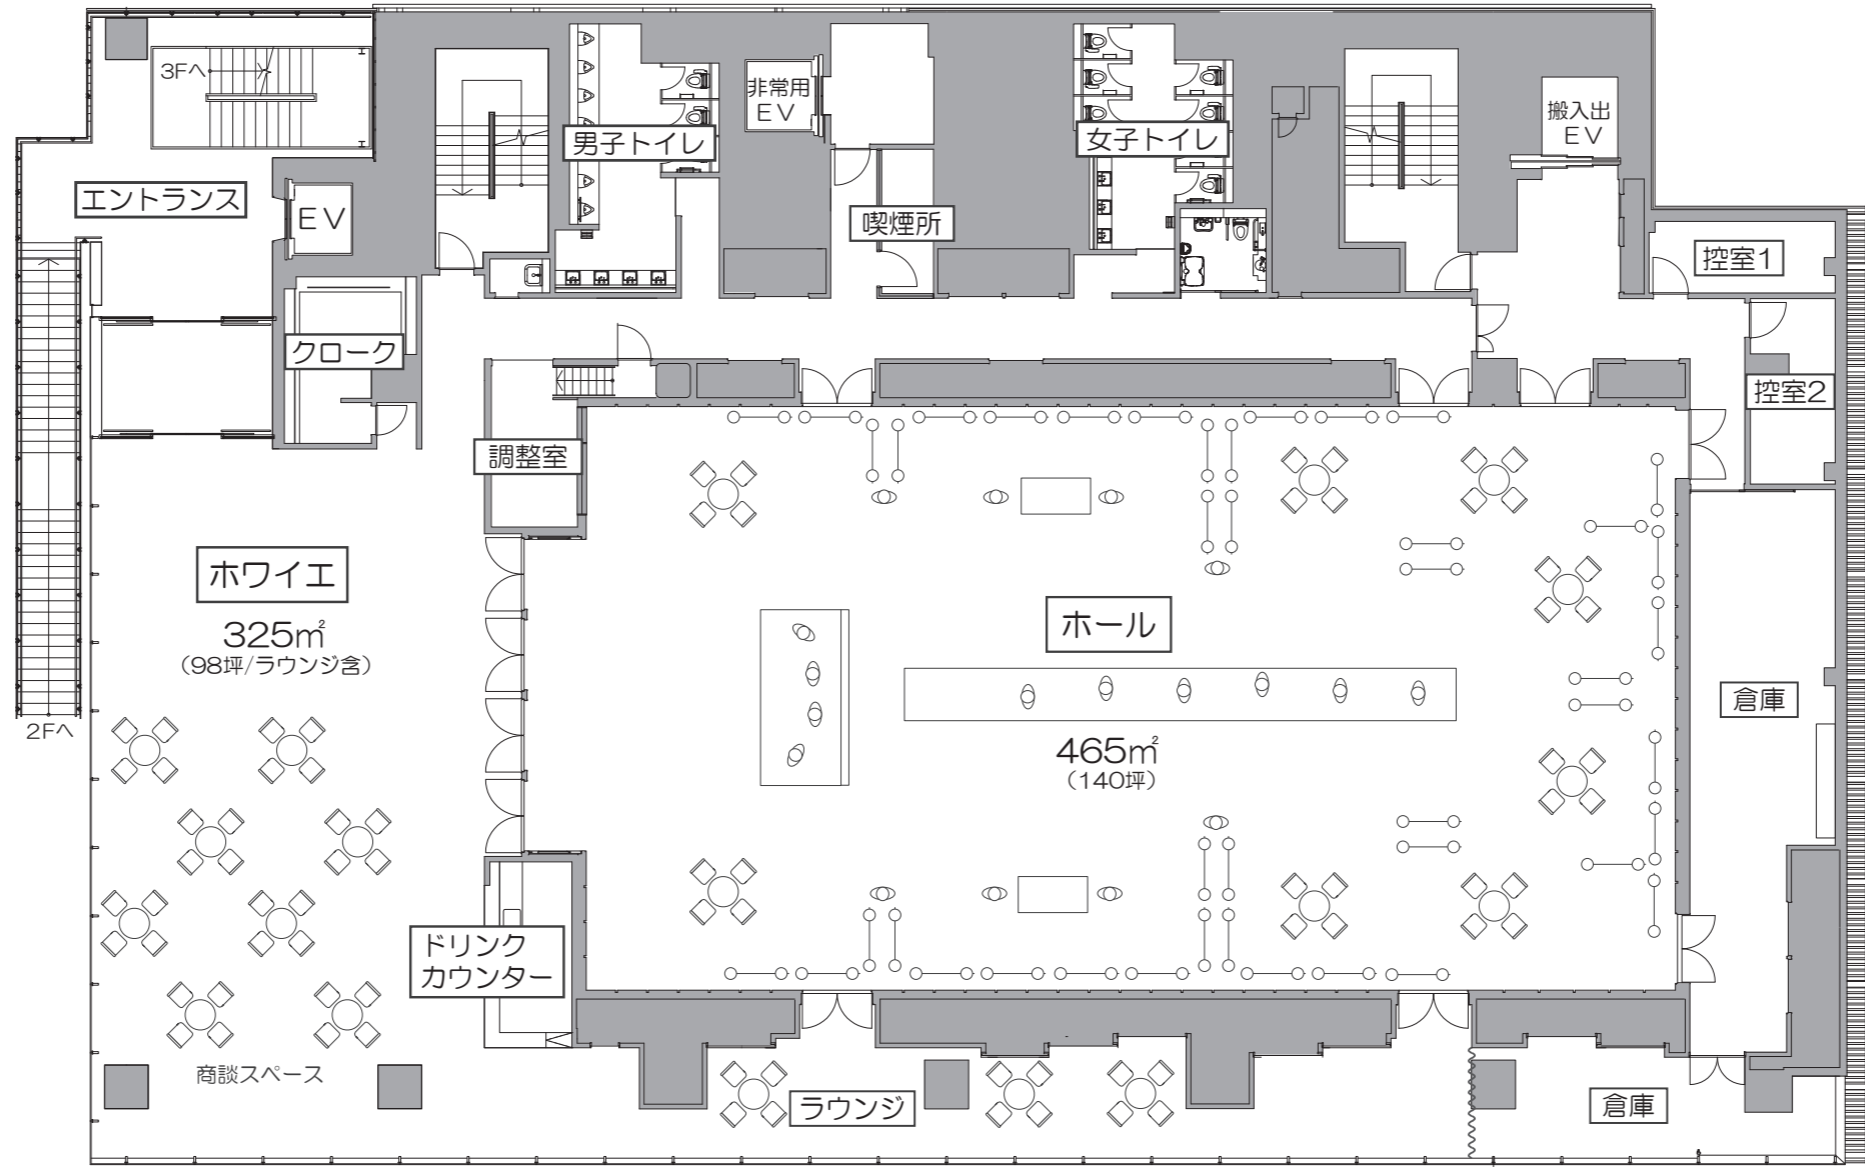 3Fへ
非常用
EV
搬入出
EV
男子トイレ
女子トイレ
エントランス
EV
喫煙所
控室1
クローク
控室2
調整室
ホワイエ
325㎡
（98坪/ラウンジ含）
ホール
465㎡
（140坪）
倉庫
2Fへ
ドリンク
カウンター
商談スペース
ラウンジ
倉庫